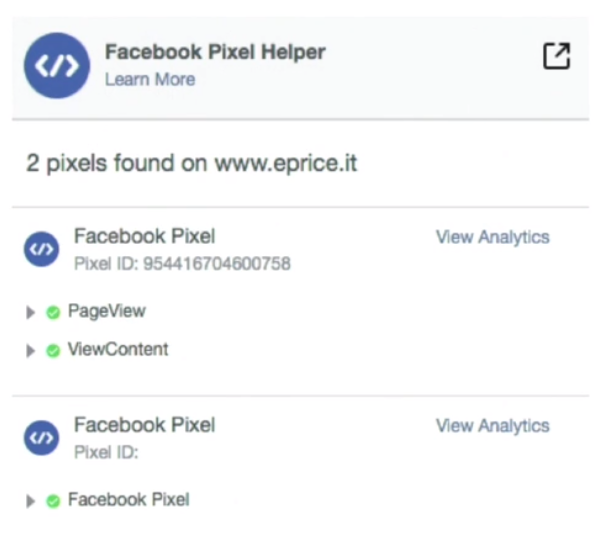 Facebook Pixel Helper
Learn More
2 pixels found on www.eprice.it
Facebook Pixel
View Analytics
Pixel ID: 954416704600758
PageView
ViewContent
Facebook Pixel
View Analytics
Pixel ID:
Facebook Pixel